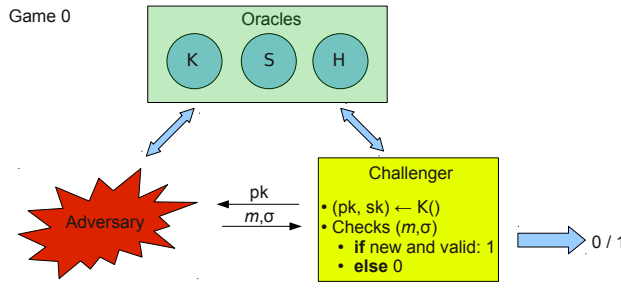 Game 0
Oracles
K
S
H
Challenger
pk
• (pk, sk) ← K()
m,σ
• Checks (m,σ)
Adversary
• if new and valid: 1
• else 0
0 / 1